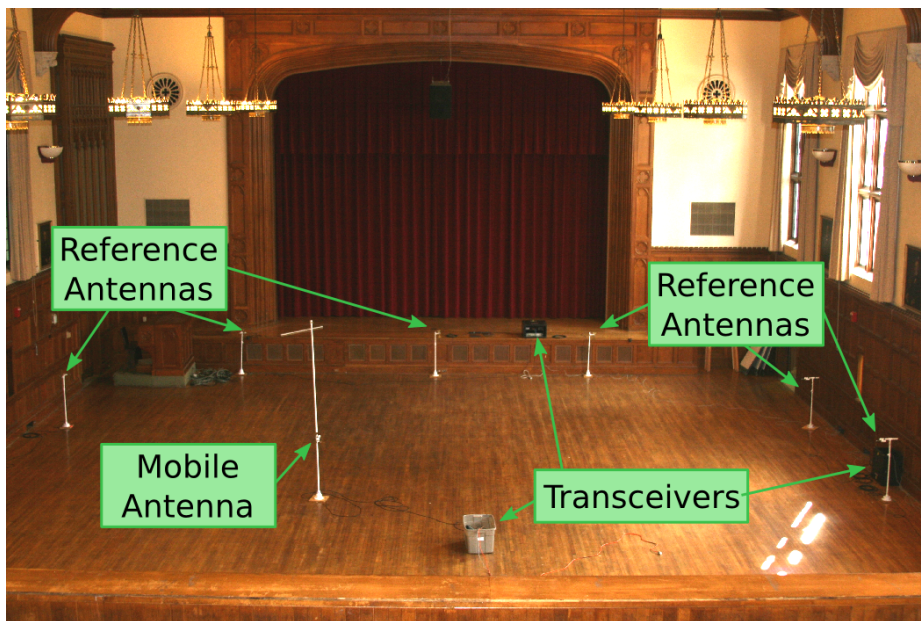 Reference
Antennas
Reference
Antennas
Mobile
Antenna
Transceivers